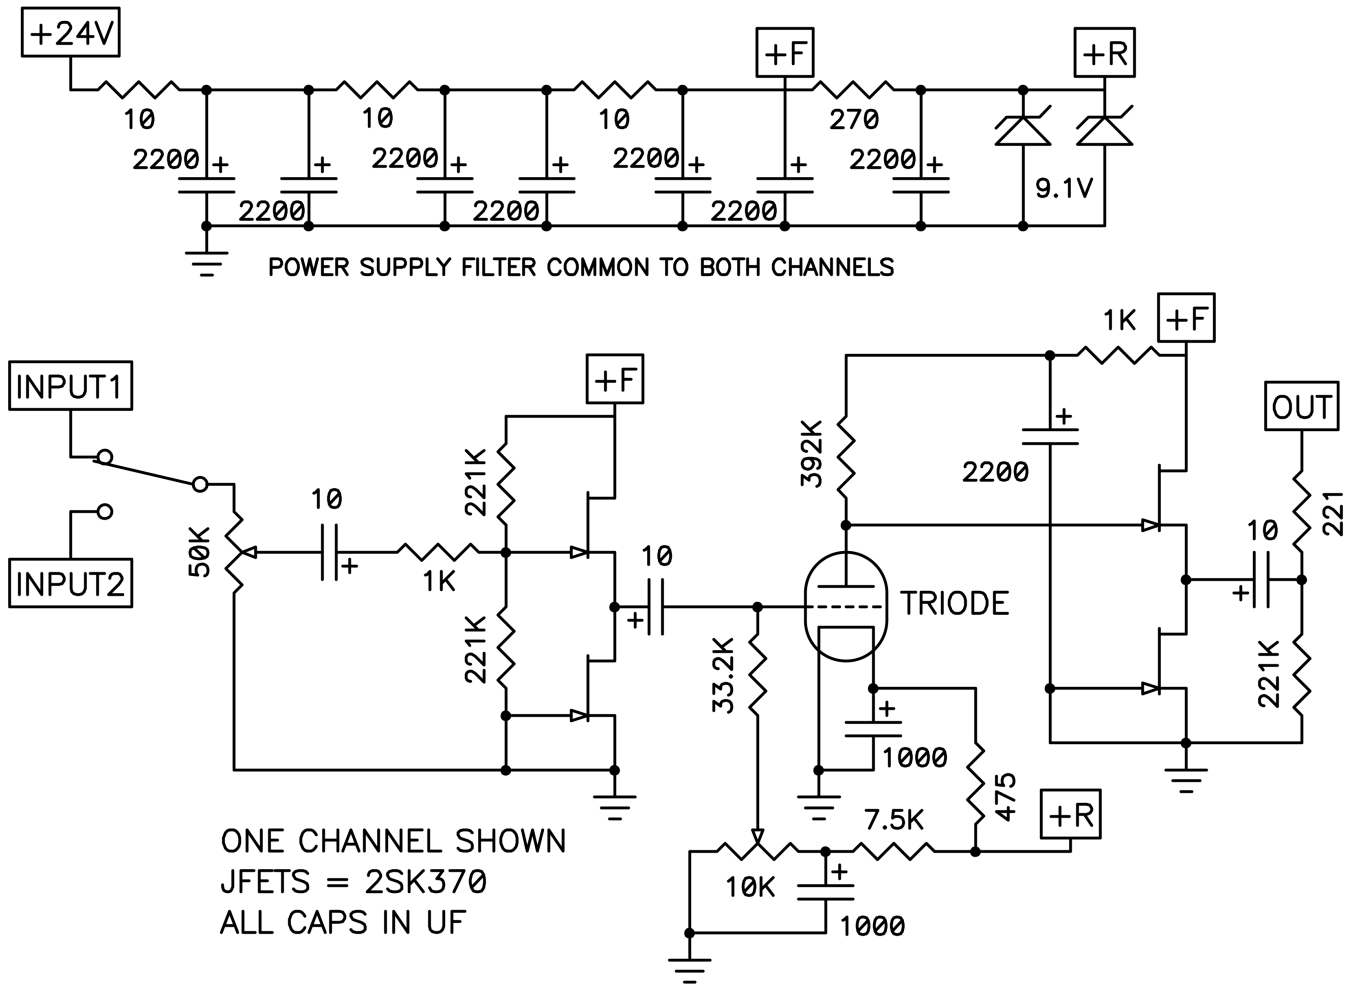 +24V
+F
+R
10
10
10
270
2200
2200
2200
2200
9.1V
2200
2200
2200
POWER SUPPLY FILTER COMMON TO BOTH CHANNELS
+F
1K
+F
INPUT1
OUT
392K
221K
2200
10
221
50K
10
10
1K
INPUT2
TRIODE
221K
33.2K
221K
1000
475
7.5K
+R
ONE CHANNEL SHOWN
JFETS = 2SK370
10K
ALL CAPS IN UF
1000
+
+
+
+
+
+
+
+
+
+
+
+
+